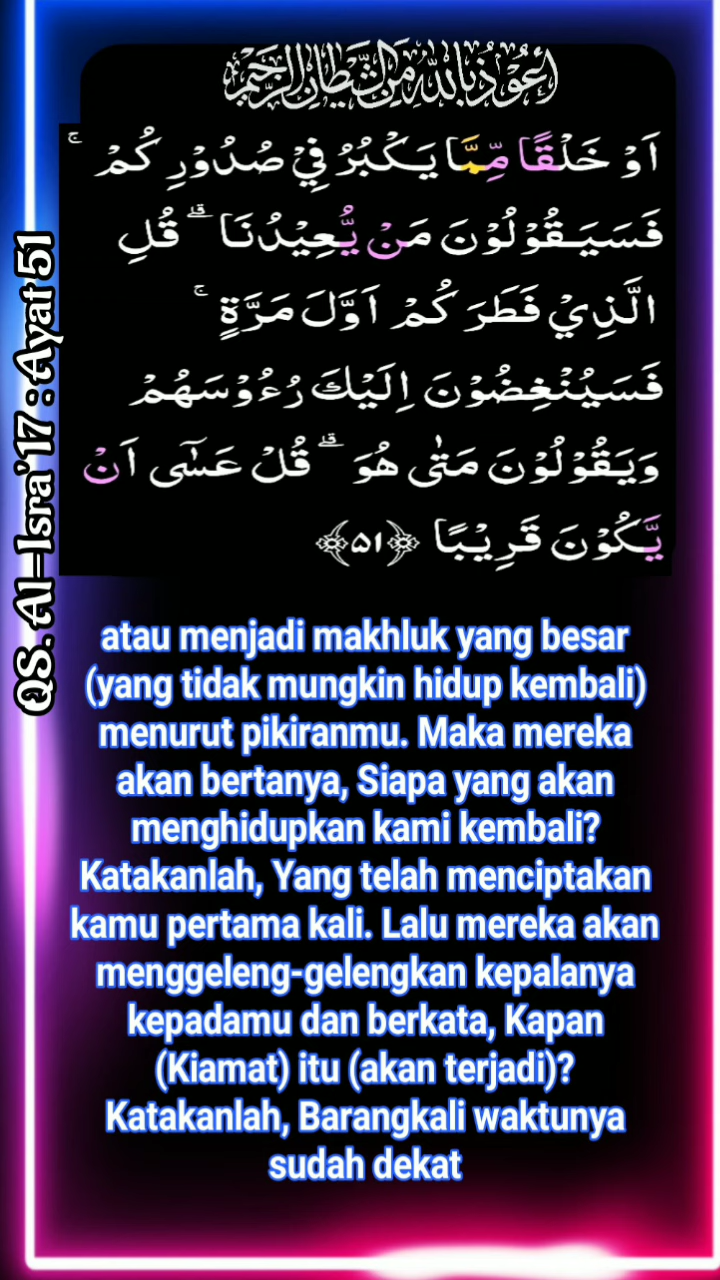 اَعُوْذُ بِاللّٰهِ مِنَ الشَّيْطَانِ الرَّجِيْمِ
اَوْ خَلْقًا مِّمَّا يَكْبُرُ فِيْ صُدُوْرِكُمْ ۚ
فَسَيَقُوْلُوْنَ مَنْ يُّعِيْدُنَا ۗ قُلِ
الَّذِيْ فَطَرَكُمْ اَوَّلَ مَرَّةٍ ۚ
فَسَيُنْغِضُوْنَ اِلَيْكَ رُءُوْسَهُمْ
وَيَقُوْلُوْنَ مَتٰى هُوَ ۗ قُلْ عَسٰٓى اَنْ
يَّكُوْنَ قَرِيْبًا ﴿٥١﴾
QS. Al=Isra' 17 : Ayat 51
atau menjadi makhluk yang besar
(yang tidak mungkin hidup kembali)
menurut pikiranmu. Maka mereka
akan bertanya, Siapa yang akan
menghidupkan kami kembali?
Katakanlah, Yang telah menciptakan
kamu pertama kali. Lalu mereka akan
menggeleng-gelengkan kepalanya
kepadamu dan berkata, Kapan
(Kiamat) itu (akan terjadi)?
Katakanlah, Barangkali waktunya
sudah dekat